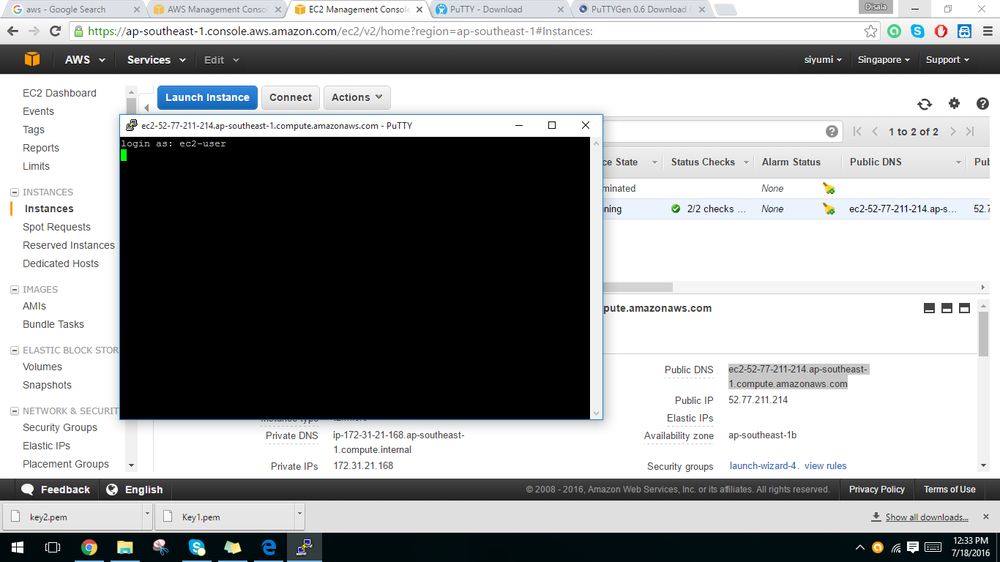 aws - Google Search
AWS Management Consol
EC2 Management Console
PuTTY - Download
PuTTYGen 0.6 Download (
Disala
https://ap-southeast-1.console.aws.amazon.com/ec2/v2/home?region=ap-southeast-1#Instances:
AWS Services Edit siyumi Singapore Support
EC2 Dashboard
Events
Tags
Reports
Limits
INSTANCES
Instances
Spot Requests
Reserved Instances
Dedicated Hosts
IMAGES
AMIs
Bundle Tasks
ELASTIC BLOCK STOR
Volumes
Snapshots
NETWORK & SECURIT
Security Groups
Elastic IPs
Placement Groups
Launch Instance Connect Actions
ec2-52-77-211-214.ap-southeast-1.compute.amazonaws.com - PuTTY
login as: ec2-user
1 to 2 of 2
ce State Status Checks Alarm Status Public DNS Pub
minated None
ning 2/2 checks ... None ec2-52-77-211-214.ap-s... 52.7
pute.amazonaws.com
Public DNS ec2-52-77-211-214.ap-southeast-
1.compute.amazonaws.com
Public IP 52.77.211.214
Elastic IPs
Availability zone ap-southeast-1b
Security groups launch-wizard-4. view rules
Instance type t2.micro
Private DNS ip-172-31-21-168.ap-southeast-
1.compute.internal
Private IPs 172.31.21.168
Feedback English
© 2008 - 2016, Amazon Web Services, Inc. or its affiliates. All rights reserved. Privacy Policy Terms of Use
key2.pem Key1.pem Show all downloads...
12:33 PM
7/18/2016